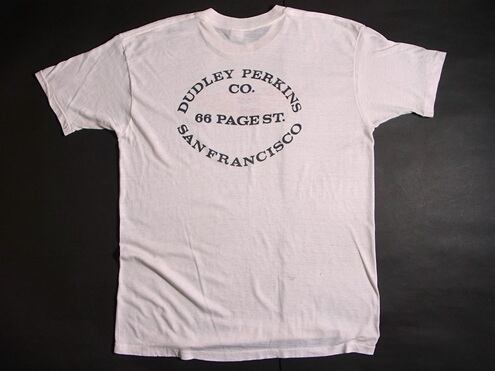 DUDLEY PERKINS
CO.
66 PAGE ST.
SAN FRANCISCO